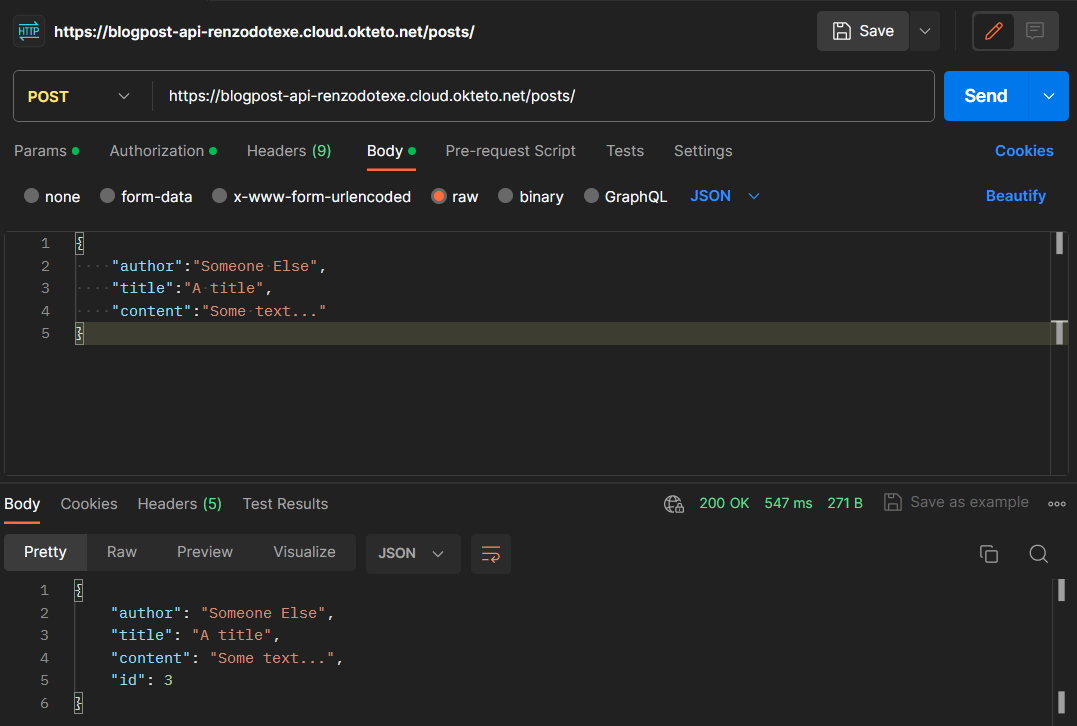 HTTP https://blogpost-api-renzodotexe.cloud.okteto.net/posts/ Save
POST https://blogpost-api-renzodotexe.cloud.okteto.net/posts/ Send
Params Authorization Headers (9) Body Pre-request Script Tests Settings Cookies
none form-data x-www-form-urlencoded raw binary GraphQL JSON Beautify
1 {
2 "author":"Someone Else",
3 "title":"A title",
4 "content":"Some text..."
5 }
Body Cookies Headers (5) Test Results 200 OK 547 ms 271 B Save as example
Pretty Raw Preview Visualize JSON
1 {
2 "author": "Someone Else",
3 "title": "A title",
4 "content": "Some text...",
5 "id": 3
6 }